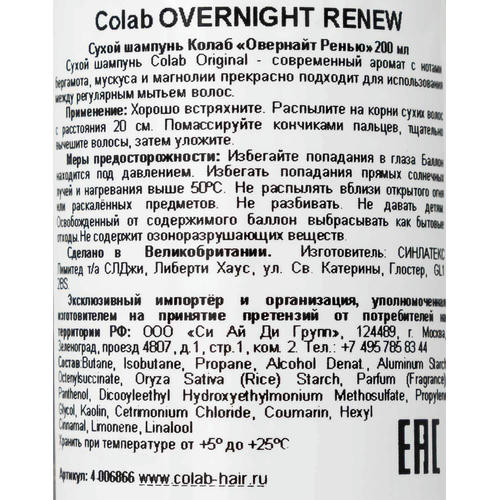 Colab OVERNIGHT RENEW
Сухой шампунь Колаб «Овернайт Ренью» 200 мл
Сухой шампунь Colab Original - современный аромат с нотами
бергамота, мускуса и магнолии прекрасно подходит для использования
между регулярным мытьем волос.
Применение: Хорошо встряхните. Распылите на корни сухих волос
с расстояния 20 см. Помассируйте кончиками пальцев, тщательно
вычешите волосы, затем уложите.
Меры предосторожности: Избегайте попадания в глаза Баллон
находится под давлением. Избегать попадания прямых солнечных
лучей и нагревания выше 50°C. Не распылять вблизи открытого огня
или раскалённых предметов. Не разбивать. Не давать детям
Освобожденный от содержимого баллон выбрасывать как бытовые
отходы.Не содержит озоноразрушающих веществ.
Сделано в Великобритании. Изготовитель: СИНЛАТЕКС
Лимитед т/а СЛДжи, Либерти Хаус, ул. Св. Катерины, Глостер, GL1
2BS.
Эксклюзивный импортёр и организация, уполномоченная
изготовителем на принятие претензий от потребителей на
территории РФ: ООО «Си Ай Ди Групп», 124489, г. Москва,
Зеленоград, проезд 4807, д.1, стр.1, ком. 2. Тел.: +7 495 785 83 44
Состав:Butane, Isobutane, Propane, Alcohol Denat., Aluminum Starch
Octenylsuccinate, Oryza Sativa (Rice) Starch, Parfum (Fragrance)
Panthenol, Dicooyleethyl Hydroxyethylmonium Methosulfate, Propylene
Glycol, Kaolin, Cetrimonium Chloride, Coumarin, Hexyl
Cinnamal, Limonene, Linalool
Хранить при температуре от +5° до +25°C
Артикул: 4-006866 www.colab-hair.ru
EAC